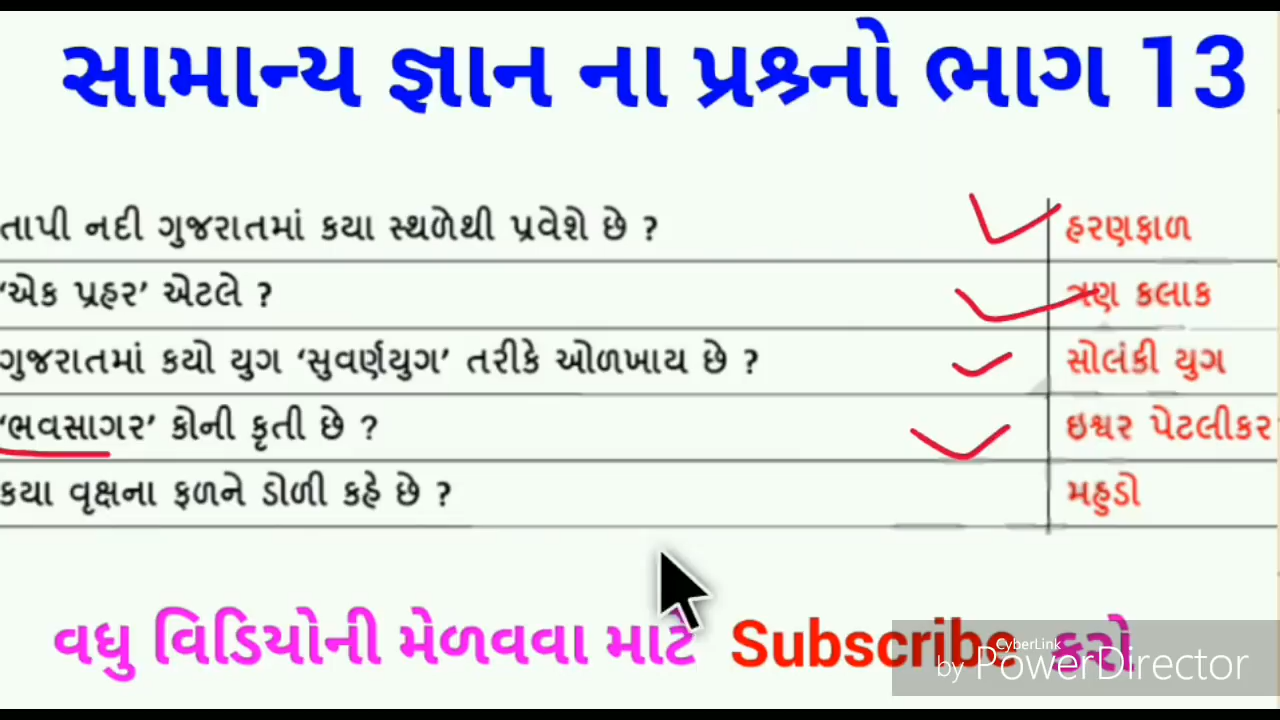 સામાન્ય જ્ઞાન ના પ્રશ્નો ભાગ 13
તાપી નદી ગુજરાતમાં કયા સ્થળેથી પ્રવેશે છે ? હરણફાળ
‘એક પ્રહર’ એટલે ? ત્રણ કલાક
ગુજરાતમાં કયો યુગ ‘સુવર્ણયુગ’ તરીકે ઓળખાય છે ? સોલંકી યુગ
‘ભવસાગર’ કોની કૃતી છે ? ઇશ્વર પેટલીકર
કયા વૃક્ષના ફળને ડોળી કહે છે ? મહુડો
વધુ વિડિયોની મેળવવા માટે Subscribe કરો
CyberLink
by PowerDirector